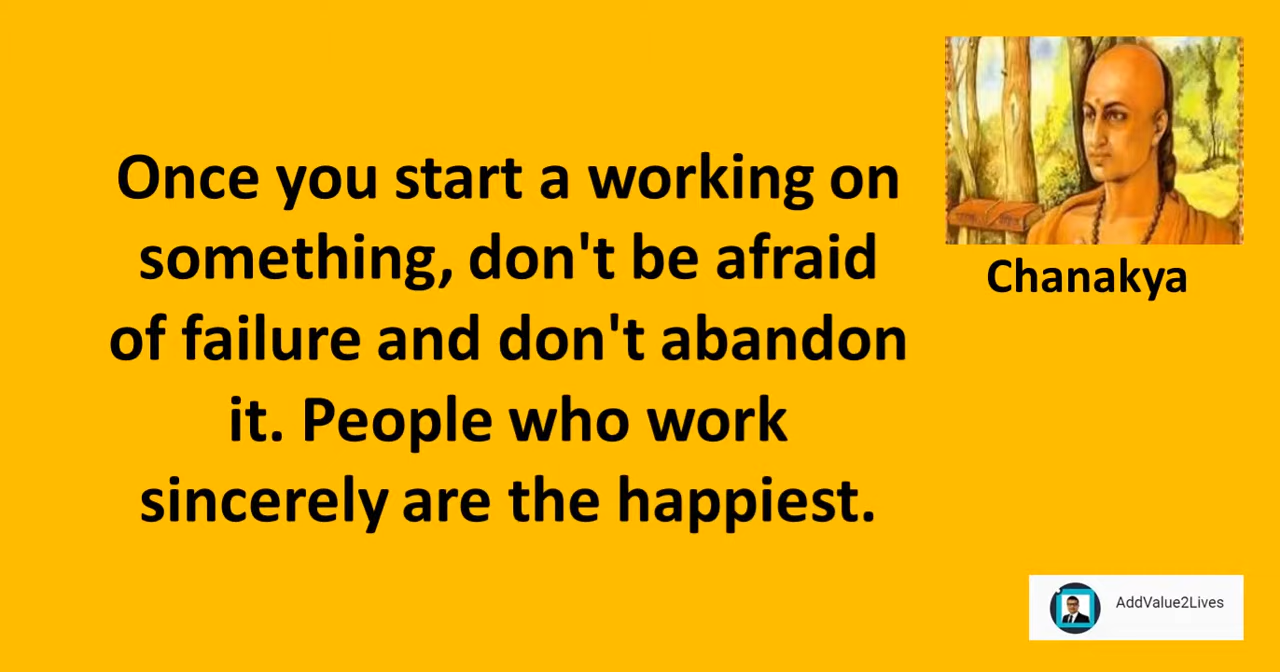 Once you start a working on
something, don't be afraid
of failure and don't abandon
it. People who work
sincerely are the happiest.
Chanakya
AddValue2Lives